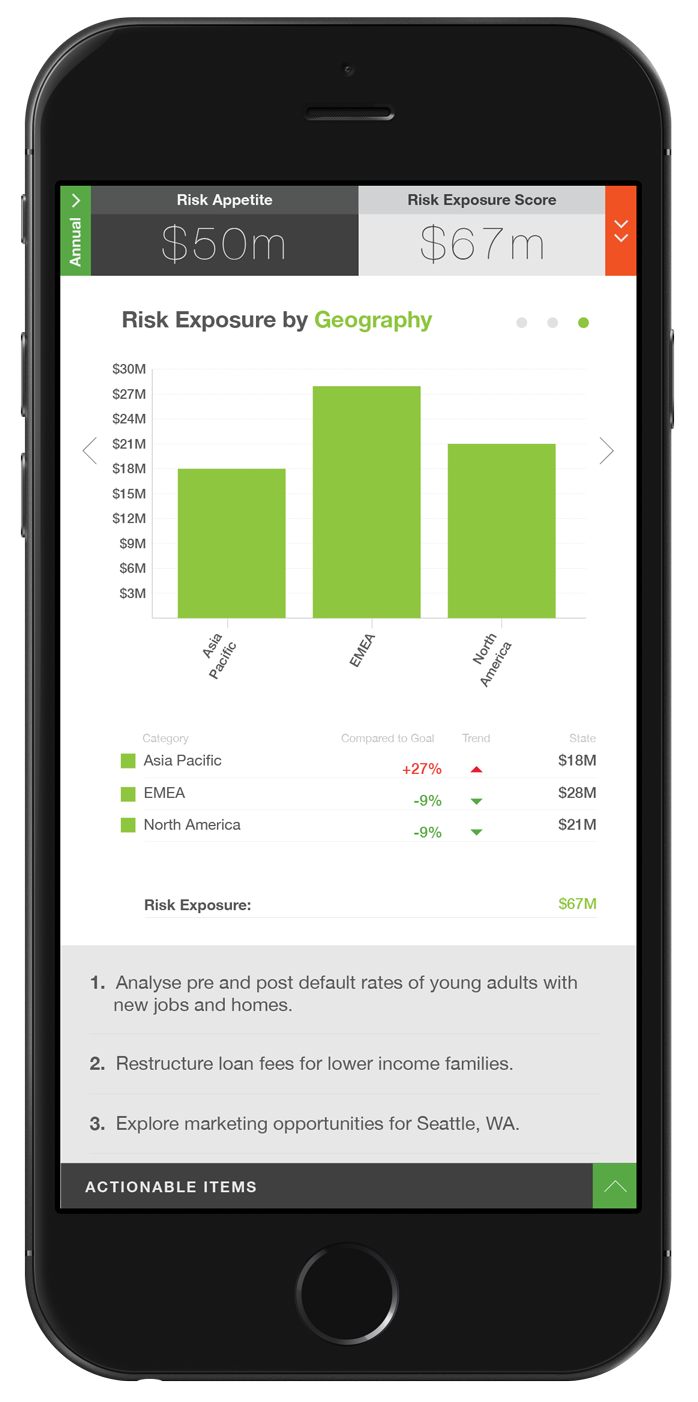 Annual
Risk Appetite
$50m
Risk Exposure Score
$67m
Risk Exposure by Geography
$30M
$27M
$24M
$21M
$18M
$15M
$12M
$9M
$6M
$3M
Asia
Pacific
EMEA
North
America
Category Compared to Goal Trend State
Asia Pacific +27% $18M
EMEA -9% $28M
North America -9% $21M
Risk Exposure: $67M
1. Analyse pre and post default rates of young adults with
new jobs and homes.
2. Restructure loan fees for lower income families.
3. Explore marketing opportunities for Seattle, WA.
ACTIONABLE ITEMS